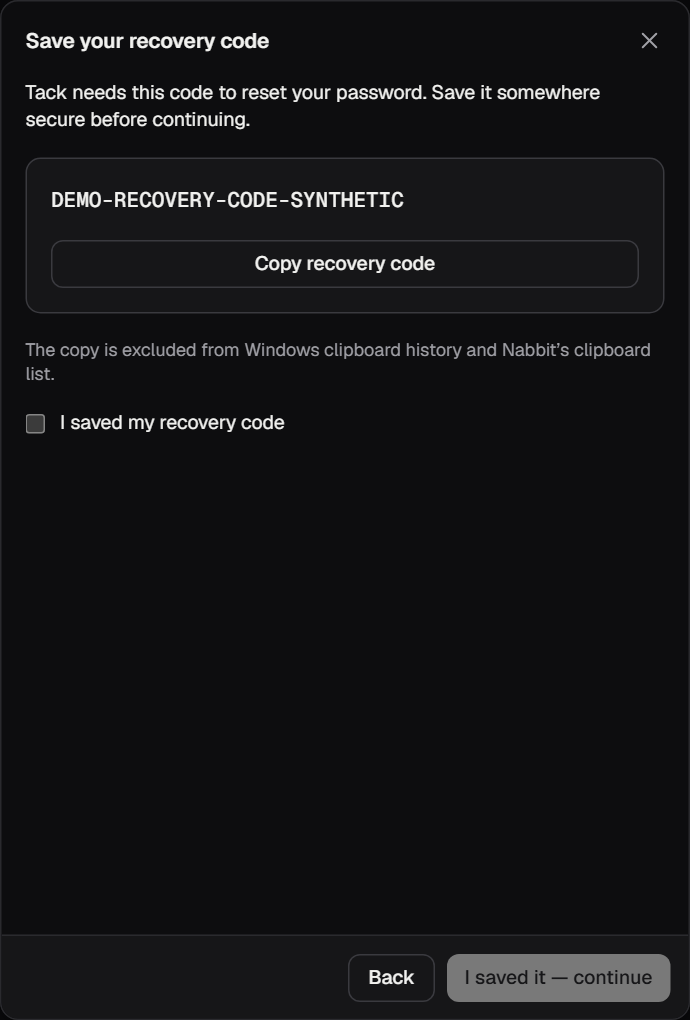 Save your recovery code
Tack needs this code to reset your password. Save it somewhere
secure before continuing.
DEMO-RECOVERY-CODE-SYNTHETIC
Copy recovery code
The copy is excluded from Windows clipboard history and Nabbit’s clipboard
list.
I saved my recovery code
Back
I saved it — continue